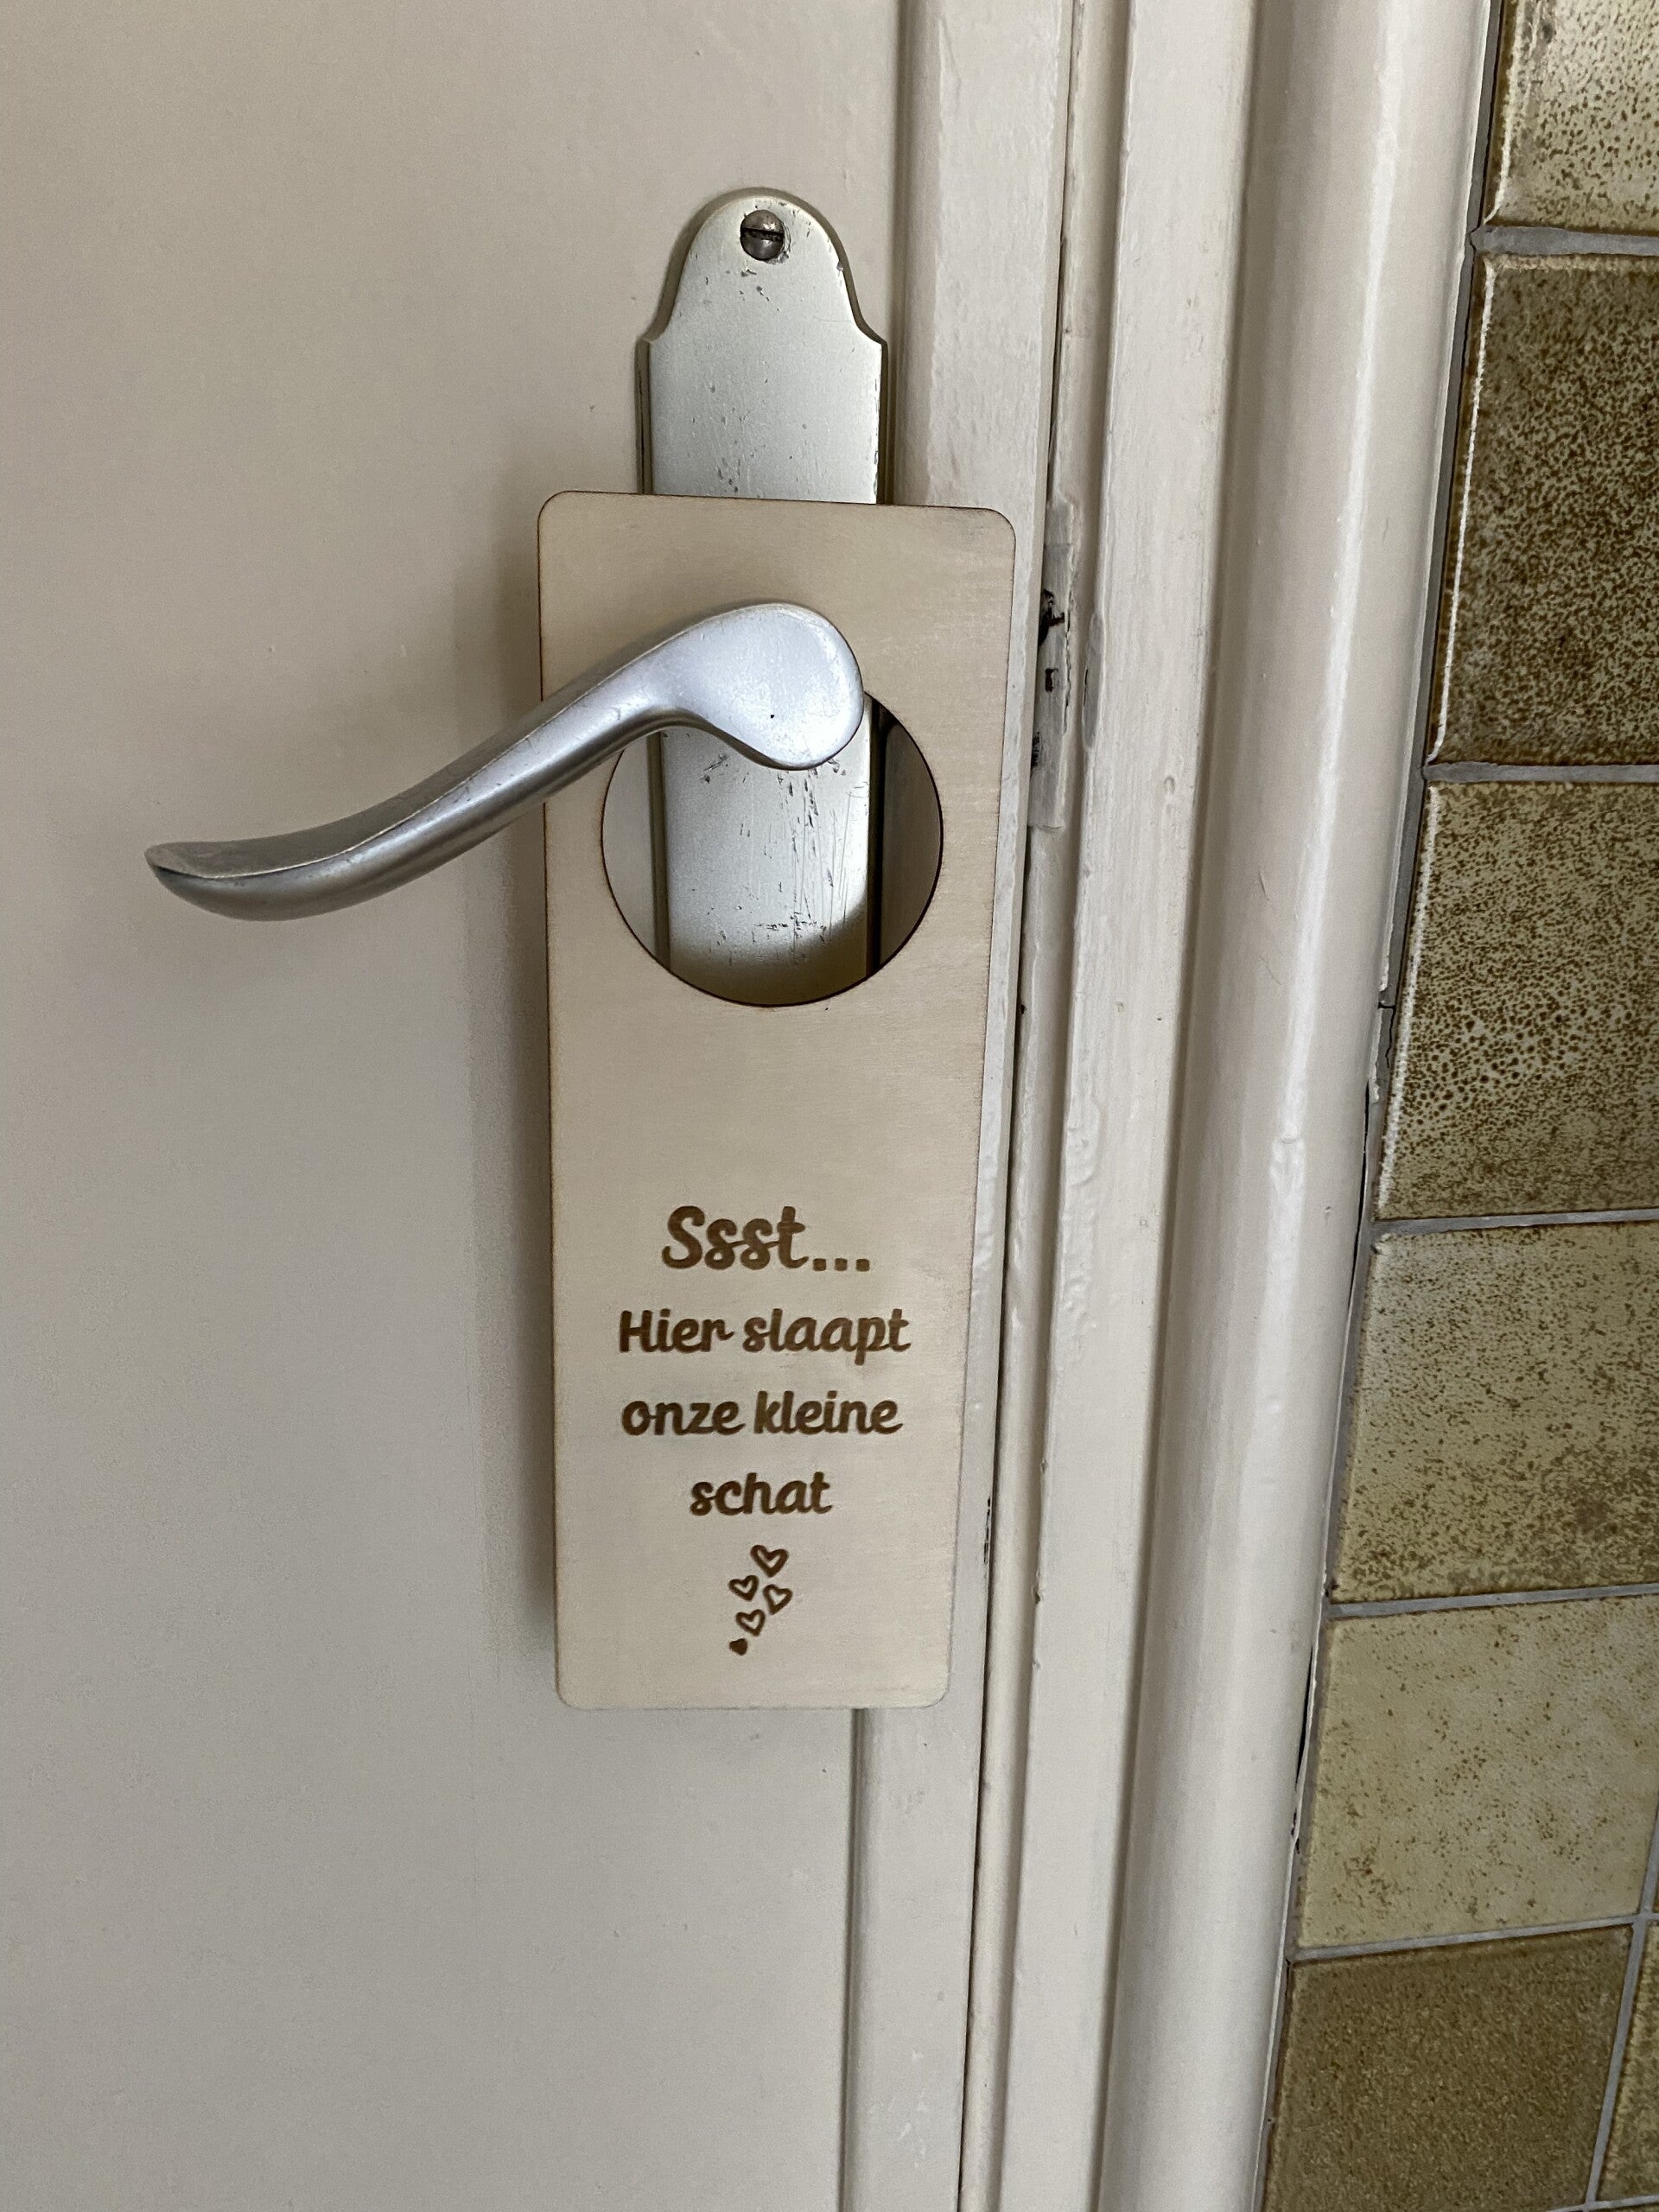 Ssst...
Hier slaapt
onze kleine
schat